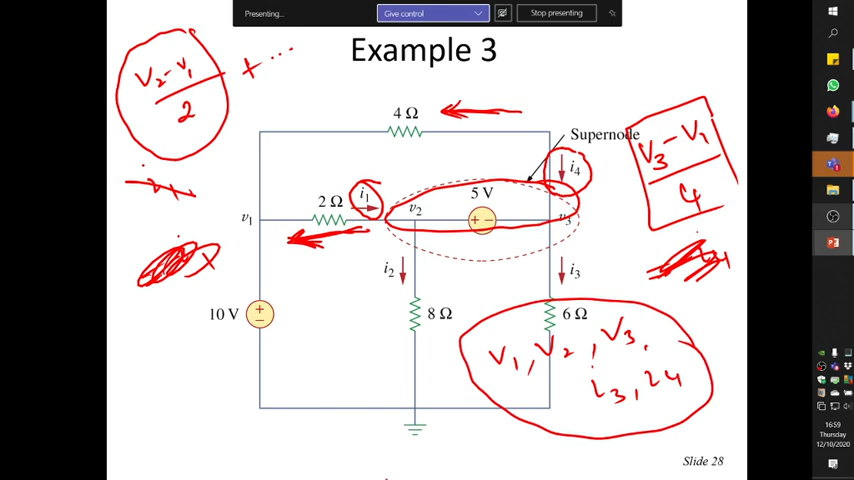 Presenting...
Give control
Stop presenting
Example 3
V2 - V1
2
+ ...
4 Ω
Supernode
i4
V3 - V1
4
2 Ω
i1
v1
v2
5 V
+ −
v3
i2
i3
10 V
+
−
8 Ω
6 Ω
V1, V2, V3,
i3, i4
16:59
Thursday
12/10/2020
Slide 28